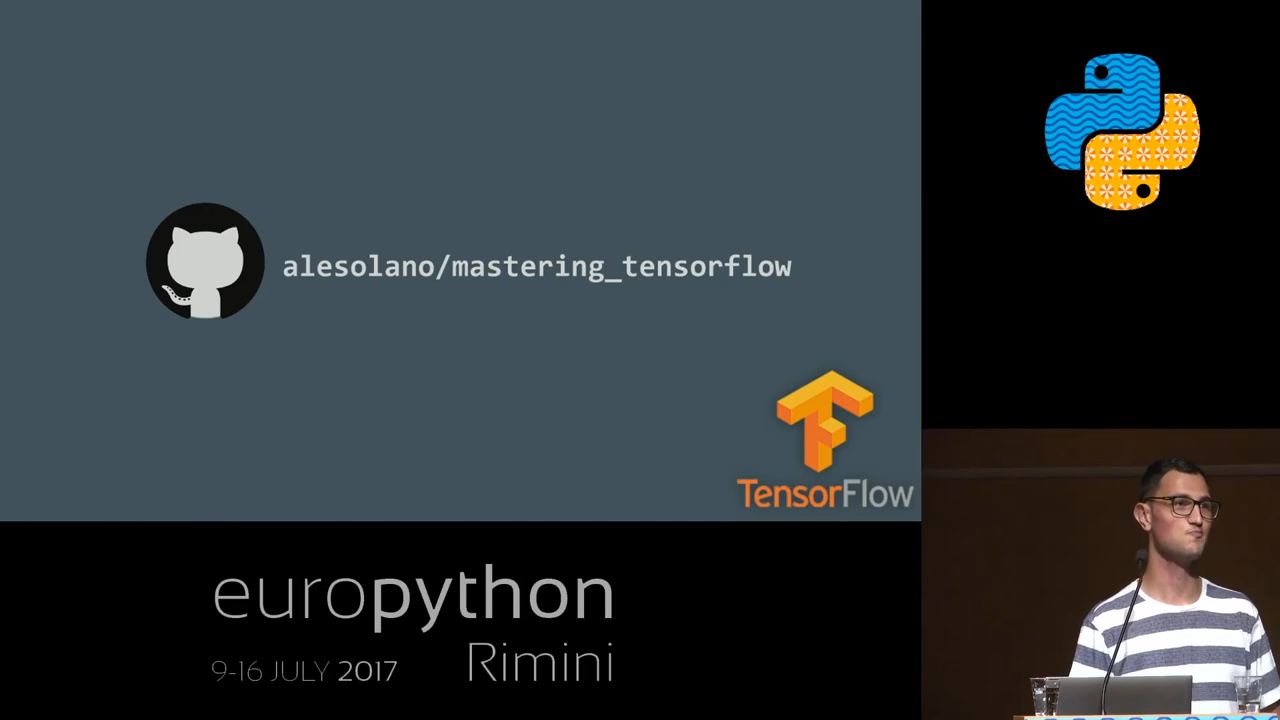 alesolano/mastering_tensorflow
TensorFlow
europython
9-16 JULY 2017
Rimini